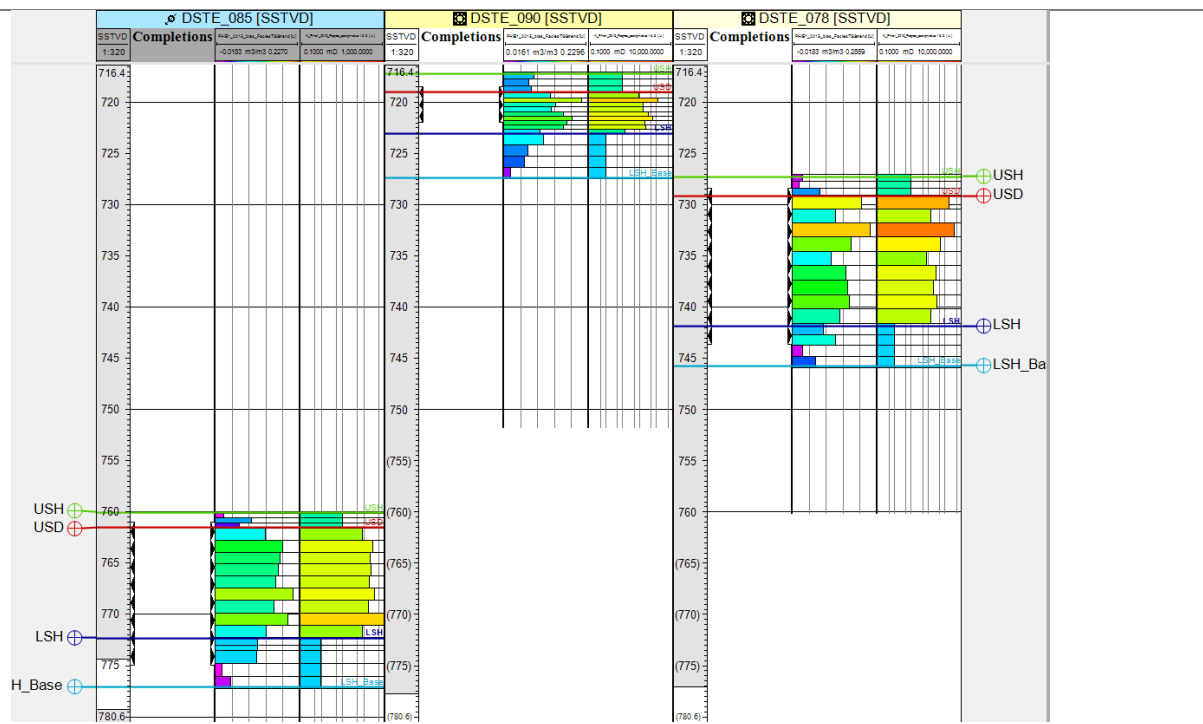 DSTE_085 [SSTVD]
DSTE_090 [SSTVD]
DSTE_078 [SSTVD]
SSTVD
Completions
SSTVD
Completions
SSTVD
Completions
1:320
-0.0183 m3/m3 0.2270
0.1000 mD 1,000.0000
1:320
0.0161 m3/m3 0.2296
0.1000 mD 10,000.0000
1:320
-0.0183 m3/m3 0.2859
0.1000 mD 10,000.0000
716.4
720
725
730
735
740
745
750
755
760
765
770
775
780.6
USH
USD
LSH
H_Base
USH
USD
LSH
LSH_Base
716.4
720
725
730
735
740
745
750
(755)
(760)
(765)
(770)
(775)
(780.6)
USH
USD
LSH
LSH_Base
716.4
720
725
730
735
740
745
750
755
760
(765)
(770)
(775)
(780.6)
USH
USD
LSH
LSH_Base
USH
USD
LSH
LSH_Ba